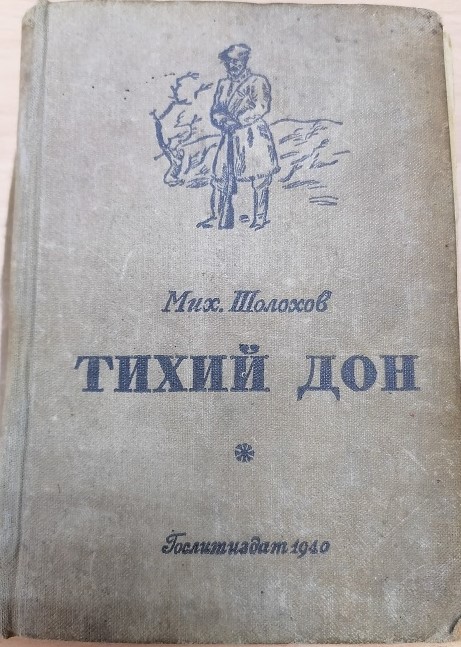 Мих. Шолохов
ТИХИЙ ДОН
*
Гослитиздат 1940